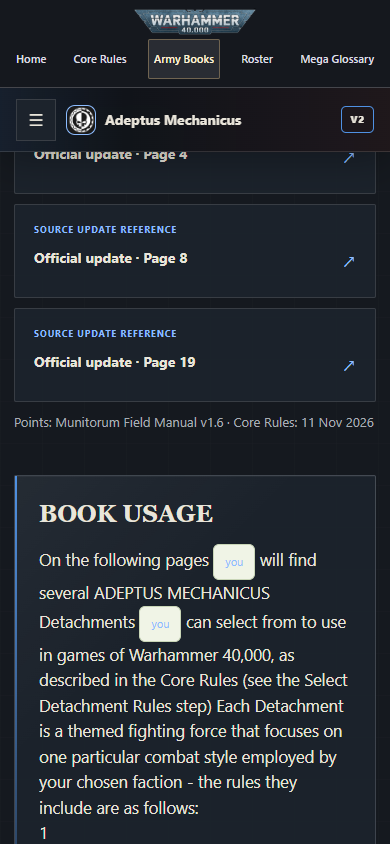 WARHAMMER
40,000
Home
Core Rules
Army Books
Roster
Mega Glossary
☰
Adeptus Mechanicus
V2
Official update · Page 4
↗
SOURCE UPDATE REFERENCE
Official update · Page 8
↗
SOURCE UPDATE REFERENCE
Official update · Page 19
↗
Points: Munitorum Field Manual v1.6 · Core Rules: 11 Nov 2026
BOOK USAGE
On the following pages you will find
several ADEPTUS MECHANICUS
Detachments you can select from to use
in games of Warhammer 40,000, as
described in the Core Rules (see the Select
Detachment Rules step) Each Detachment
is a themed fighting force that focuses on
one particular combat style employed by
your chosen faction - the rules they
include are as follows:
1